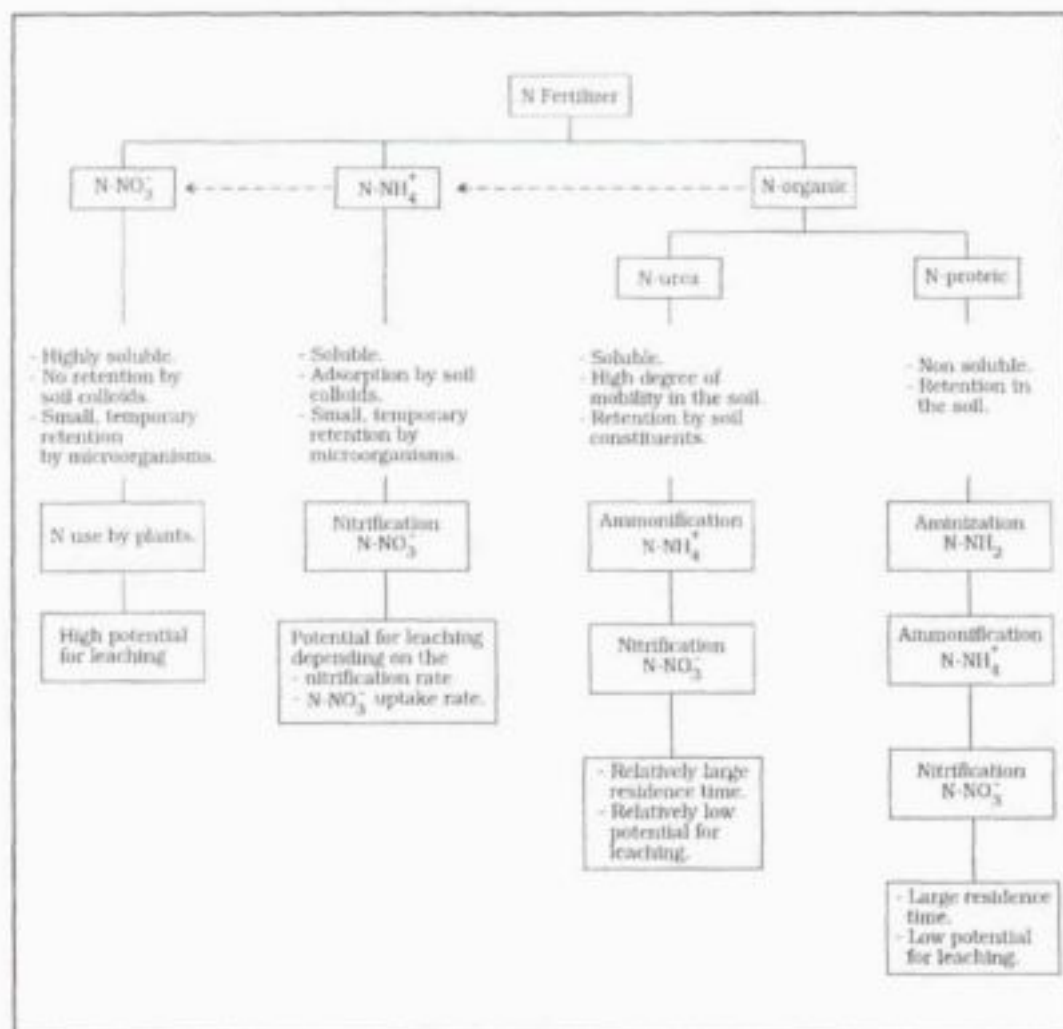 N Fertilizer
N-NO₃⁻
N-NH₄⁺
N-organic
N-urea
N-proteic
- Highly soluble.
- No retention by
soil colloids.
- Small, temporary
retention
by microorganisms.
- Soluble.
- Adsorption by soil
colloids.
- Small, temporary
retention by
microorganisms.
- Soluble.
- High degree of
mobility in the soil.
- Retention by soil
constituents.
- Non soluble.
- Retention in
the soil.
N use by plants.
Nitrification
N-NO₃⁻
Ammonification
N-NH₄⁺
Aminization
N-NH₂
High potential
for leaching
Potential for leaching
depending on the
- nitrification rate
- N-NO₃⁻ uptake rate.
Nitrification
N-NO₃⁻
Ammonification
N-NH₄⁺
- Relatively large
residence time.
- Relatively low
potential for
leaching.
Nitrification
N-NO₃⁻
- Large residence
time.
- Low potential
for leaching.